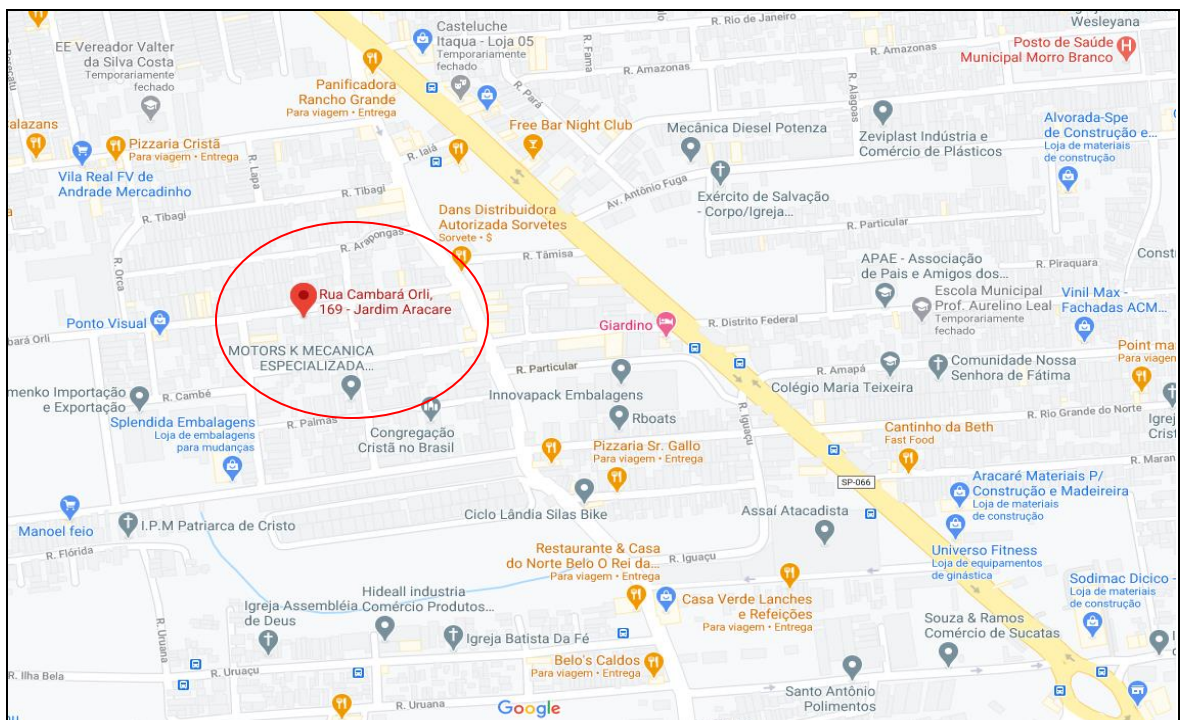 R. Rio de Janeiro
Wesleyana
Casteluche
Itaqua - Loja 05
Temporariamente
fechado
R. Fama
R. Amazonas
Posto de Saúde
Municipal Morro Branco
EE Vereador Valter
da Silva Costa
Temporariamente
fechado
R. Amazonas
R. Alagoas
Panificadora
Rancho Grande
Para viagem • Entrega
R. Pará
Free Bar Night Club
Mecânica Diesel Potenza
Zeviplast Indústria e
Comércio de Plásticos
Alvorada-Spe
de Construção e...
Loja de materiais
de construção
alazans
Pizzaria Cristã
Para viagem • Entrega
R. Iaiá
R. Lapa
Vila Real FV de
Andrade Mercadinho
R. Tibagi
Av. Antônio Fuga
Exército de Salvação
- Corpo/Igreja...
R. Tibagi
Dans Distribuidora
Autorizada Sorvetes
Sorvete • $
R. Particular
R. Arapongas
R. Orca
R. Tâmisa
APAE - Associação
de Pais e Amigos dos...
R. Piraquara
Const
Rua Cambará Orli,
169 - Jardim Aracare
Escola Municipal
Prof. Aurelino Leal
Temporariamente
fechado
Vinil Max -
Fachadas ACM...
Ponto Visual
Giardino
R. Distrito Federal
bará Orli
MOTORS K MECANICA
ESPECIALIZADA...
R. Particular
R. Amapá
Comunidade Nossa
Senhora de Fátima
Point ma
Para viagem
Colégio Maria Teixeira
menko Importação
e Exportação
R. Cambé
Innovapack Embalagens
Rboats
R. Iguaçu
R. Rio Grande do Norte
Igrej
Crist
Splendida Embalagens
Loja de embalagens
para mudanças
R. Palmas
Congregação
Cristã no Brasil
Pizzaria Sr. Gallo
Para viagem • Entrega
Cantinho da Beth
Fast Food
R. Maran
SP-066
Aracaré Materiais P/
Construção e Madeireira
Loja de materiais
de construção
Manoel feio
I.P.M Patriarca de Cristo
Ciclo Lândia Silas Bike
Assaí Atacadista
R. Flórida
Restaurante & Casa
do Norte Belo O Rei da...
Para viagem • Entrega
R. Iguaçu
Universo Fitness
Loja de equipamentos
de ginástica
Sodimac Dicico -
Loja de materiais
de construção
Hideall industria
Comércio Produtos...
Igreja Assembléia
de Deus
Casa Verde Lanches
e Refeições
Para viagem • Entrega
Souza & Ramos
Comércio de Sucatas
R. Uruana
Igreja Batista Da Fé
Belo's Caldos
Para viagem • Entrega
R. Ilha Bela
R. Uruaçu
Santo Antônio
Polimentos
R. Uruana
Google